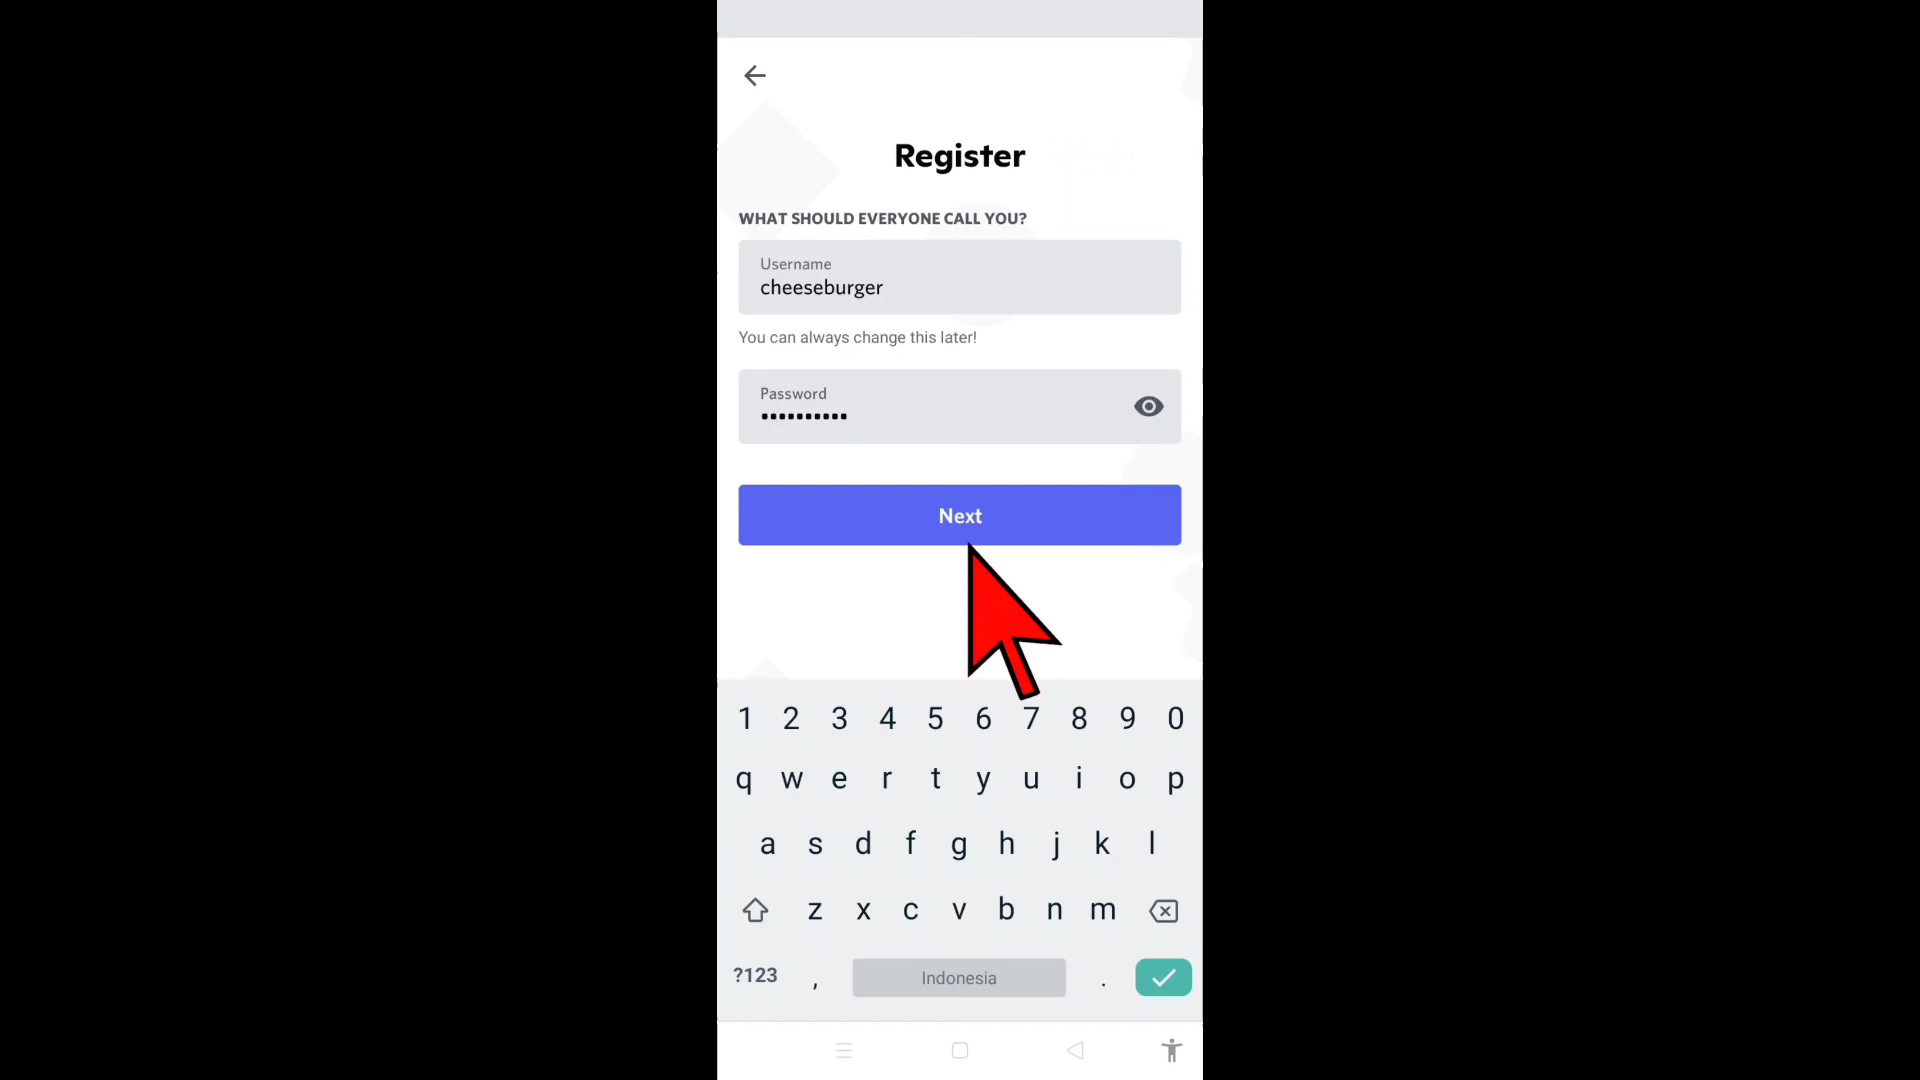 Register
WHAT SHOULD EVERYONE CALL YOU?
Username
cheeseburger
You can always change this later!
Password
••••••••••
Next
1 2 3 4 5 6 7 8 9 0
q w e r t y u i o p
a s d f g h j k l
z x c v b n m
?123 , Indonesia .